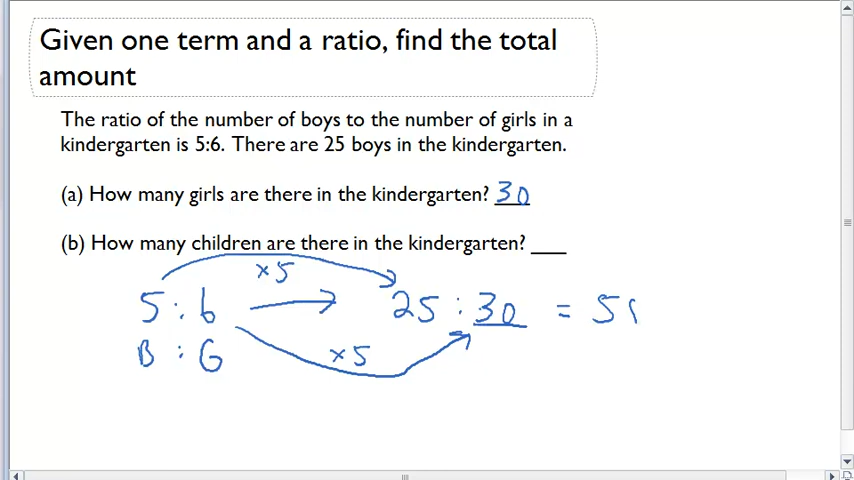 Given one term and a ratio, find the total
amount
The ratio of the number of boys to the number of girls in a
kindergarten is 5:6. There are 25 boys in the kindergarten.
(a) How many girls are there in the kindergarten? 30
(b) How many children are there in the kindergarten? ___
×5
5 : 6 → 25 : 30 = 5
B : G
×5